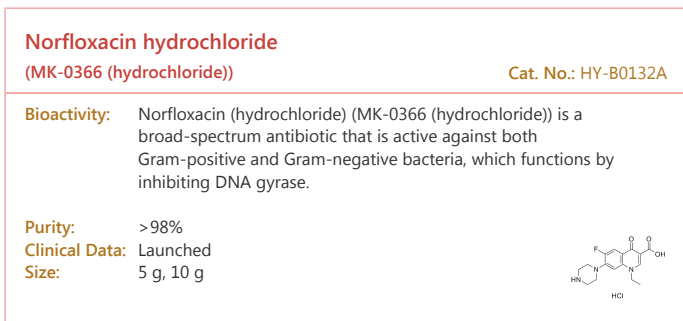 Norfloxacin hydrochloride
(MK-0366 (hydrochloride)) Cat. No.: HY-B0132A
Bioactivity: Norfloxacin (hydrochloride) (MK-0366 (hydrochloride)) is a
broad-spectrum antibiotic that is active against both
Gram-positive and Gram-negative bacteria, which functions by
inhibiting DNA gyrase.
Purity: >98%
Clinical Data: Launched
Size: 5 g, 10 g
O O
F OH
N N
HN
HCl